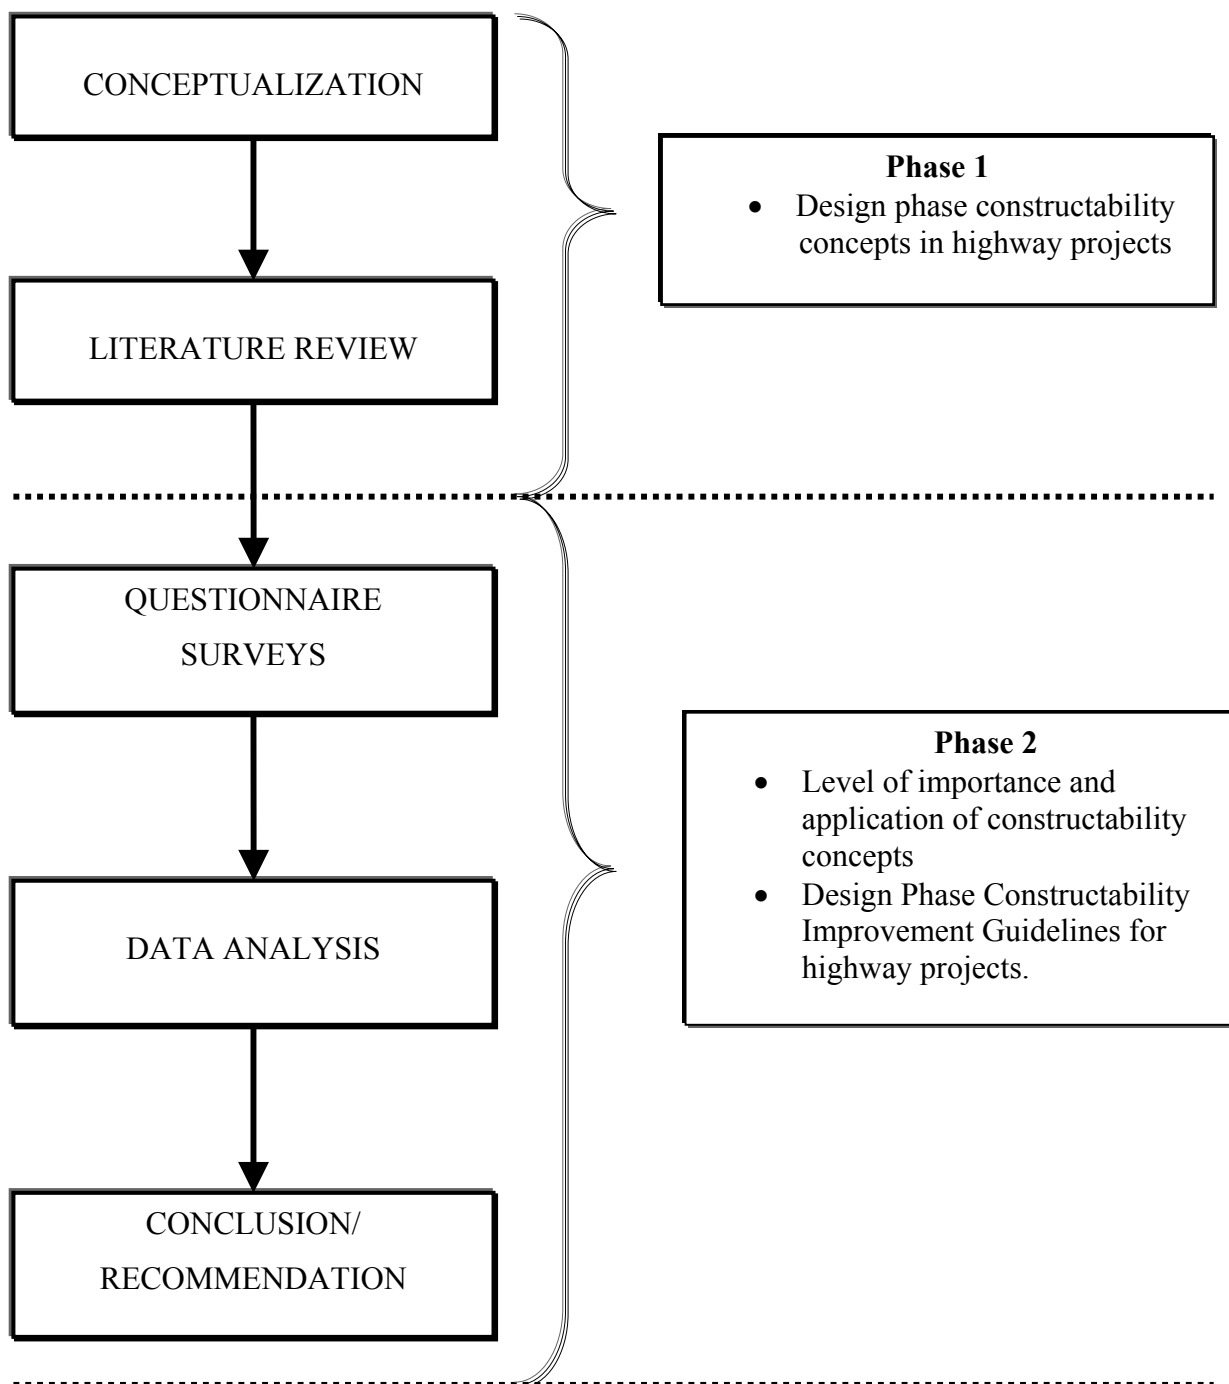 CONCEPTUALIZATION
LITERATURE REVIEW
Phase 1
• Design phase constructability
concepts in highway projects
QUESTIONNAIRE
SURVEYS
DATA ANALYSIS
CONCLUSION/
RECOMMENDATION
Phase 2
• Level of importance and
application of constructability
concepts
• Design Phase Constructability
Improvement Guidelines for
highway projects.